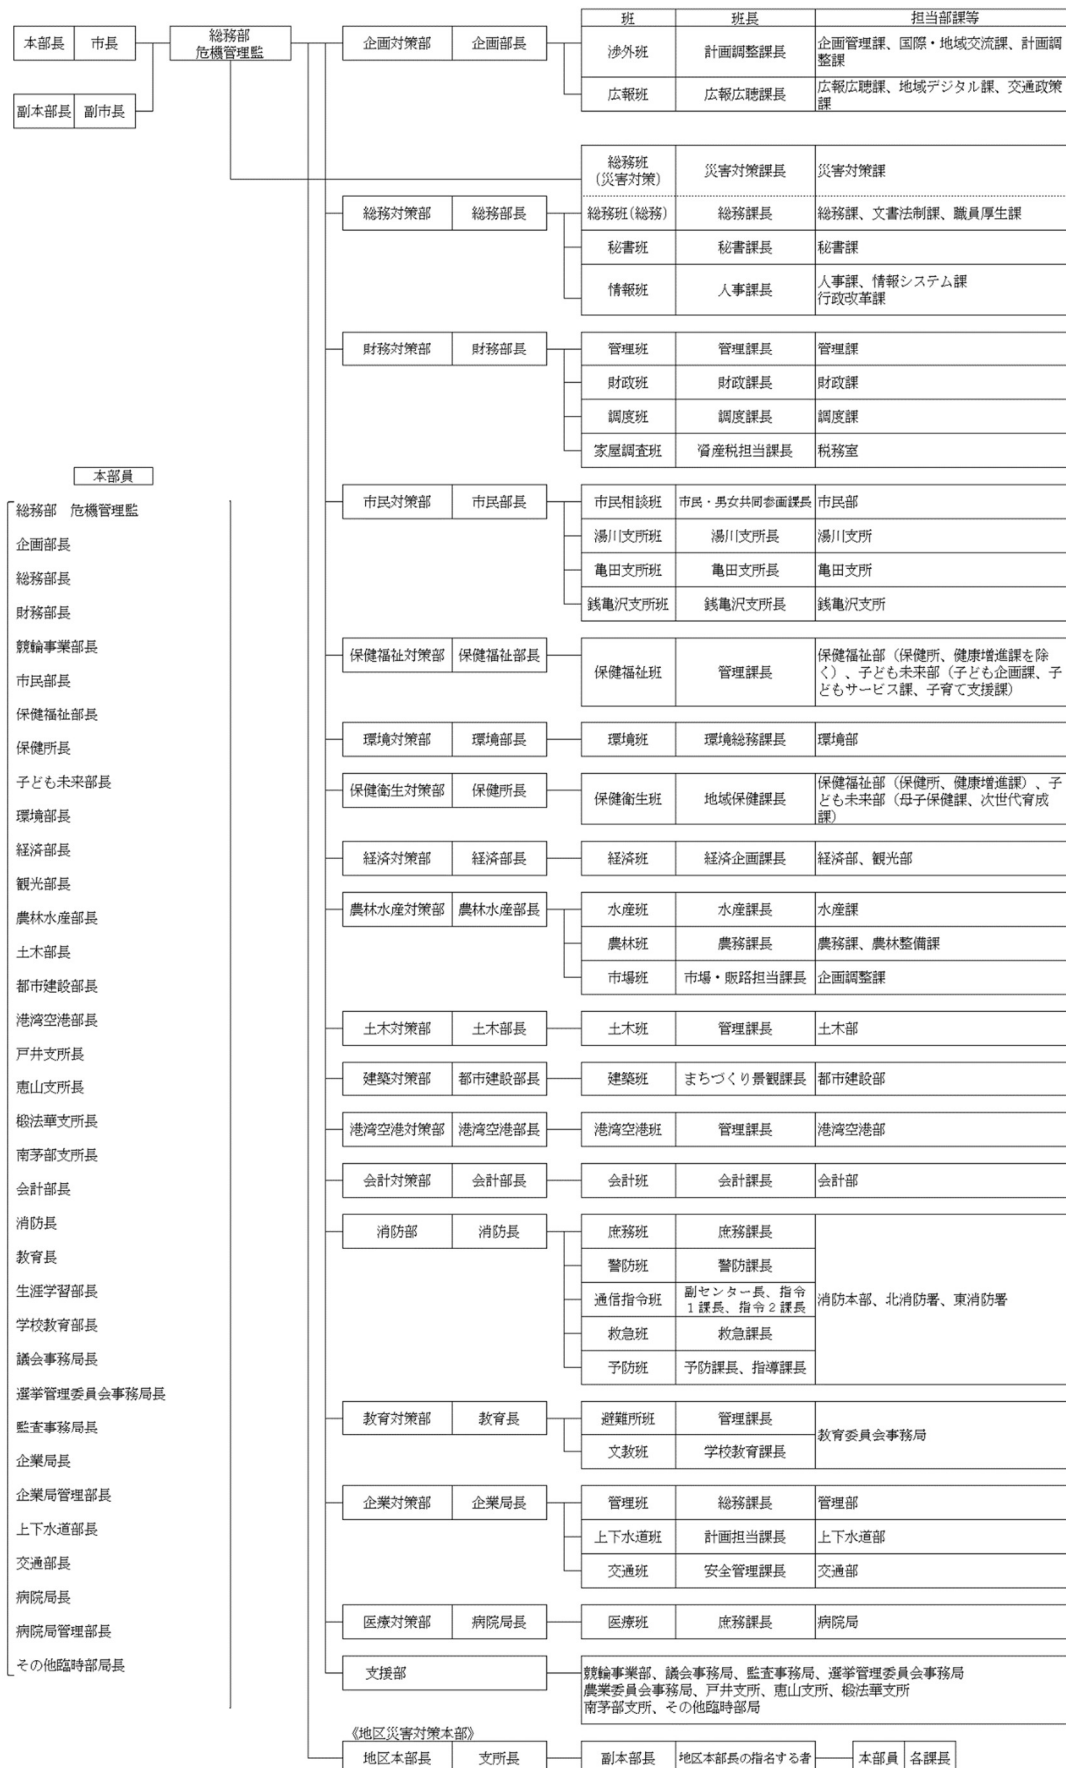 班 班長 担当部課等
本部長 市長
総務部
危機管理監
副本部長 副市長
企画対策部 企画部長
渉外班 計画調整課長 企画管理課、国際・地域交流課、計画調
整課
広報班 広報広聴課長 広報広聴課、地域デジタル課、交通政策
課
総務班
(災害対策) 災害対策課長 災害対策課
総務対策部 総務部長
総務班(総務) 総務課長 総務課、文書法制課、職員厚生課
秘書班 秘書課長 秘書課
情報班 人事課長 人事課、情報システム課
行政改革課
財務対策部 財務部長
管理班 管理課長 管理課
財政班 財政課長 財政課
調度班 調度課長 調度課
家屋調査班 資産税担当課長 税務室
市民対策部 市民部長
市民相談班 市民・男女共同参画課長 市民部
湯川支所班 湯川支所長 湯川支所
亀田支所班 亀田支所長 亀田支所
銭亀沢支所班 銭亀沢支所長 銭亀沢支所
保健福祉対策部 保健福祉部長
保健福祉班 管理課長 保健福祉部（保健所、健康増進課を除
く）、子ども未来部（子ども企画課、子
どもサービス課、子育て支援課）
環境対策部 環境部長 環境班 環境総務課長 環境部
保健衛生対策部 保健所長
保健衛生班 地域保健課長 保健福祉部（保健所、健康増進課）、子
ども未来部（母子保健課、次世代育成
課）
経済対策部 経済部長 経済班 経済企画課長 経済部、観光部
農林水産対策部 農林水産部長
水産班 水産課長 水産課
農林班 農務課長 農務課、農林整備課
市場班 市場・販路担当課長 企画調整課
土木対策部 土木部長 土木班 管理課長 土木部
建築対策部 都市建設部長 建築班 まちづくり景観課長 都市建設部
港湾空港対策部 港湾空港部長 港湾空港班 管理課長 港湾空港部
会計対策部 会計部長 会計班 会計課長 会計部
消防部 消防長
庶務班 庶務課長
警防班 警防課長
通信指令班 副センター長、指令
１課長、指令２課長
救急班 救急課長
予防班 予防課長、指導課長
消防本部、北消防署、東消防署
教育対策部 教育長
避難所班 管理課長
文教班 学校教育課長
教育委員会事務局
企業対策部 企業局長
管理班 総務課長 管理部
上下水道班 計画担当課長 上下水道部
交通班 安全管理課長 交通部
医療対策部 病院局長 医療班 庶務課長 病院局
支援部
競輪事業部、議会事務局、監査事務局、選挙管理委員会事務局
農業委員会事務局、戸井支所、恵山支所、椴法華支所
南茅部支所、その他臨時部局
《地区災害対策本部》
地区本部長 支所長 副本部長 地区本部長の指名する者 本部員 各課長
本部員
総務部　危機管理監
企画部長
総務部長
財務部長
競輪事業部長
市民部長
保健福祉部長
保健所長
子ども未来部長
環境部長
経済部長
観光部長
農林水産部長
土木部長
都市建設部長
港湾空港部長
戸井支所長
恵山支所長
椴法華支所長
南茅部支所長
会計部長
消防長
教育長
生涯学習部長
学校教育部長
議会事務局長
選挙管理委員会事務局長
監査事務局長
企業局長
企業局管理部長
上下水道部長
交通部長
病院局長
病院局管理部長
その他臨時部局長